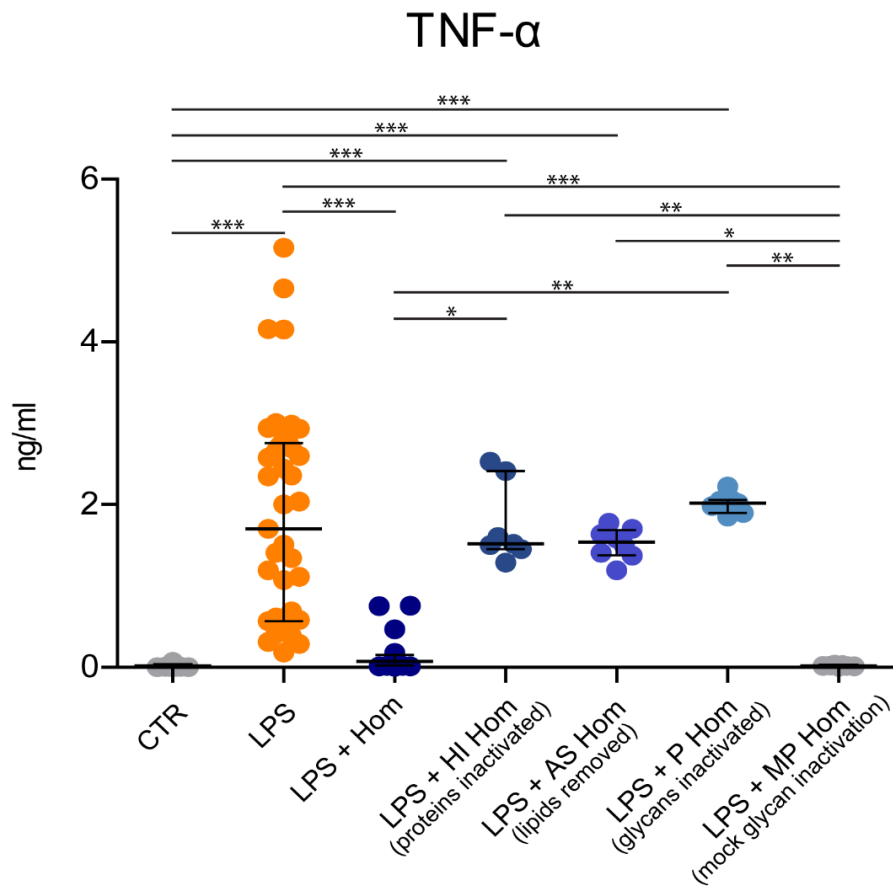 TNF-α
***
***
***
***
***
***
**
*
**
**
*
6
4
2
0
ng/ml
CTR
LPS
LPS + Hom
LPS + HI Hom
(proteins inactivated)
LPS + AS Hom
(lipids removed)
LPS + P Hom
(glycans inactivated)
LPS + MP Hom
(mock glycan inactivation)